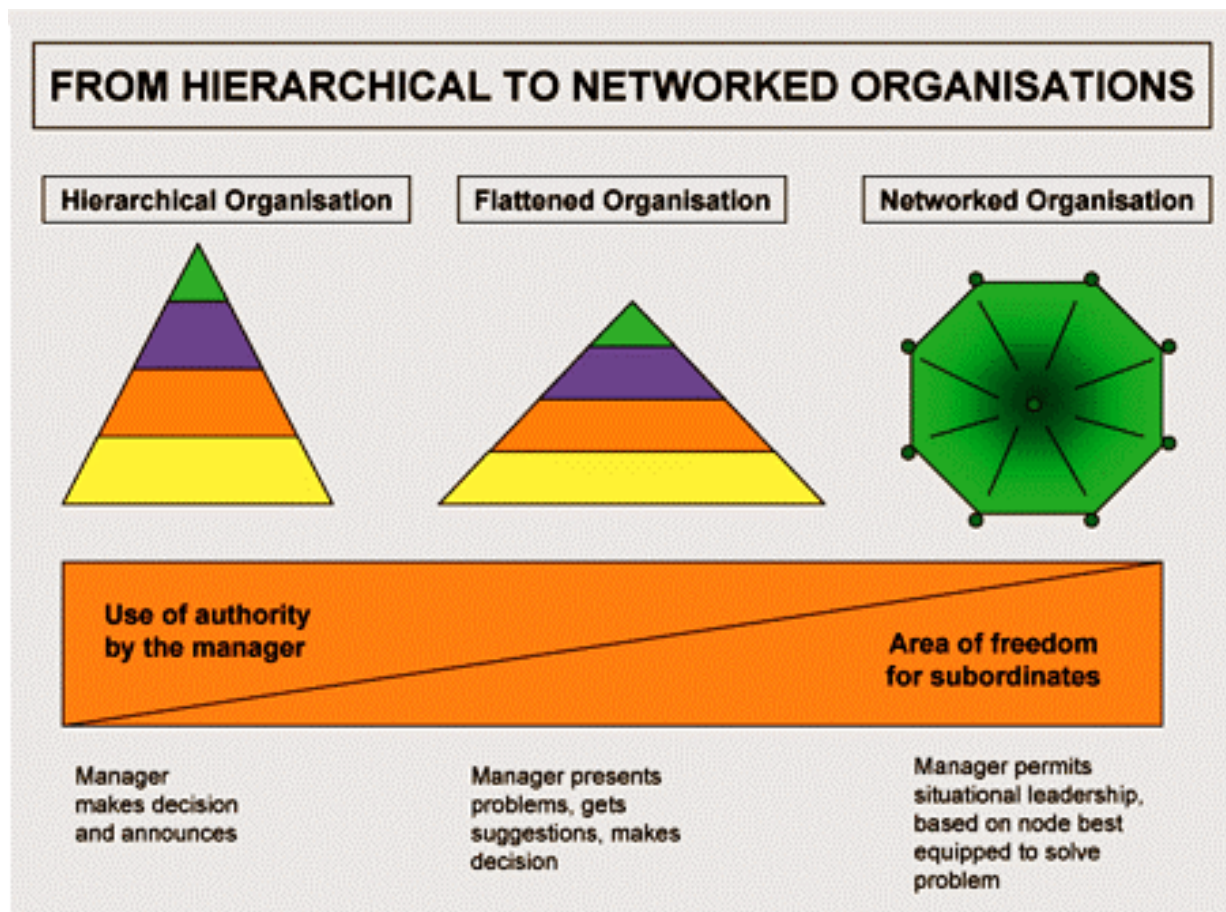 FROM HIERARCHICAL TO NETWORKED ORGANISATIONS
Hierarchical Organisation
Flattened Organisation
Networked Organisation
Use of authority
by the manager
Area of freedom
for subordinates
Manager
makes decision
and announces
Manager presents
problems, gets
suggestions, makes
decision
Manager permits
situational leadership,
based on node best
equipped to solve
problem